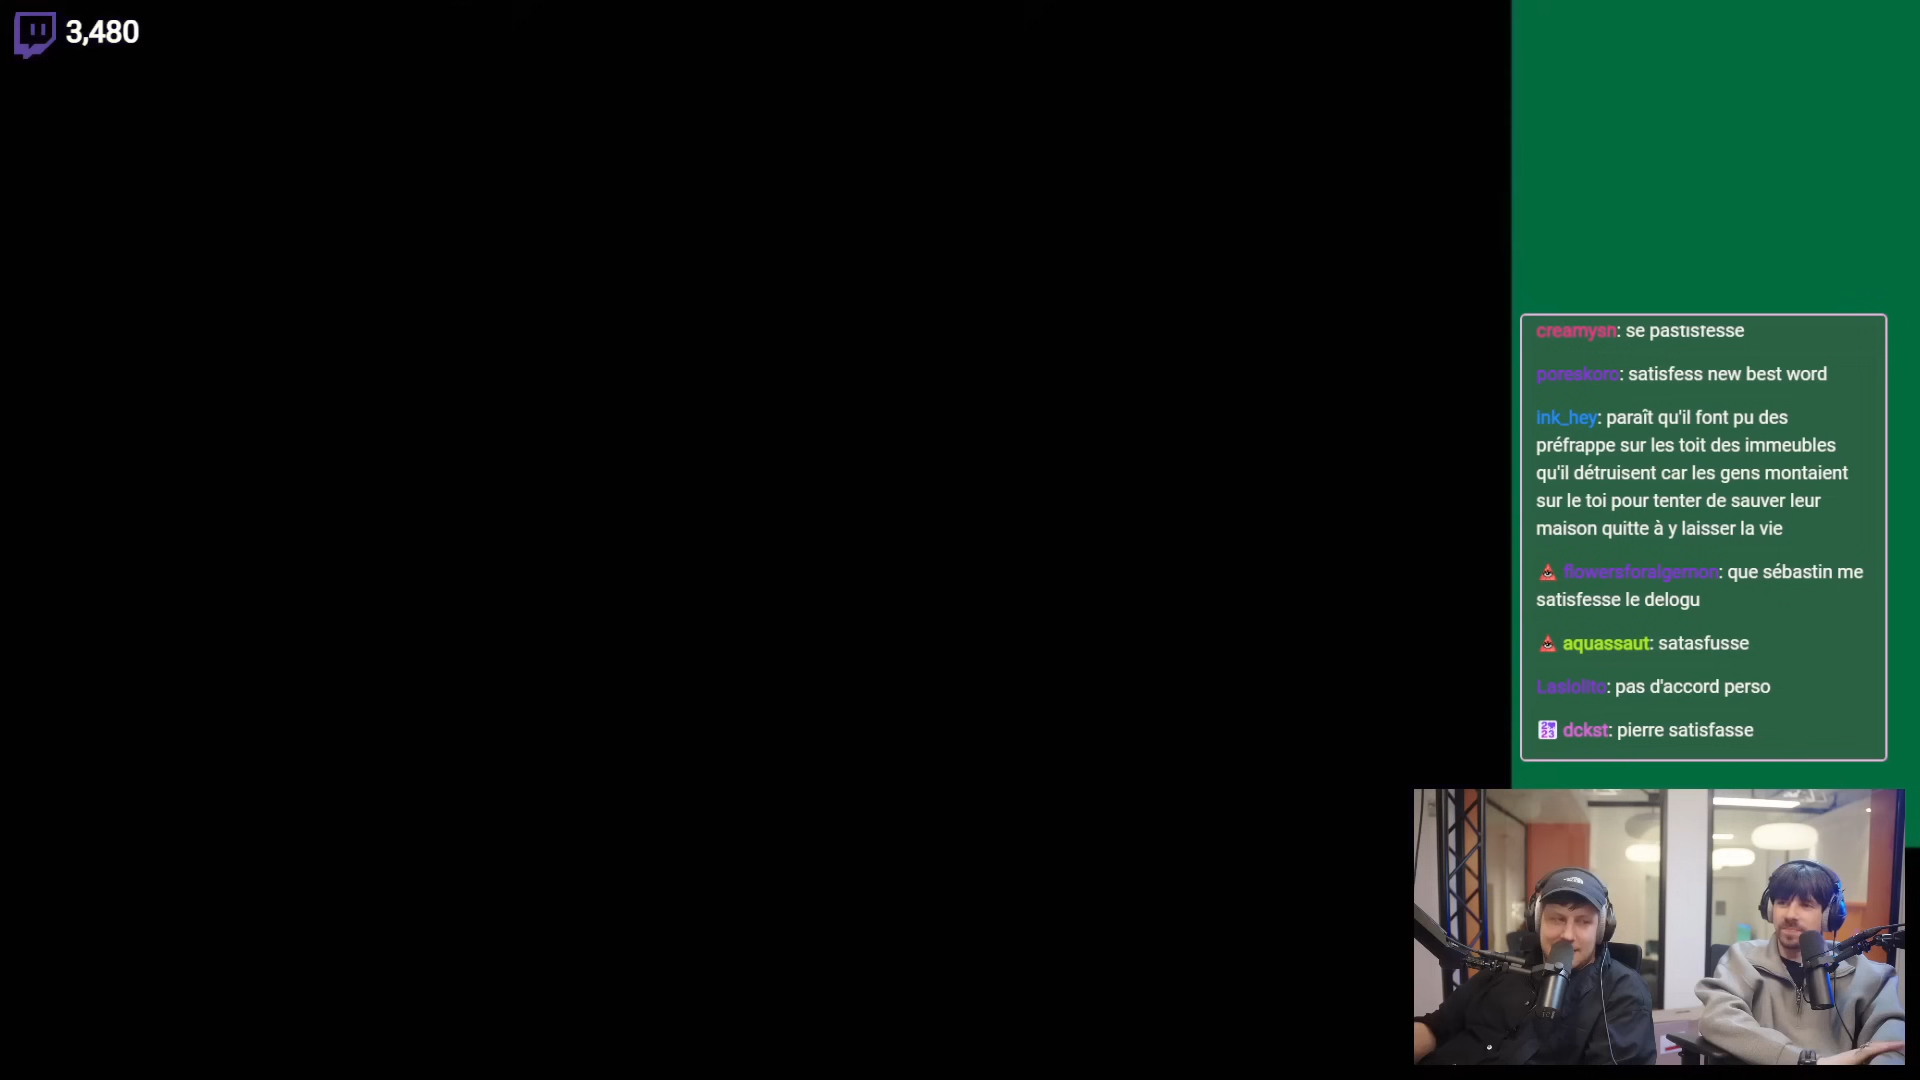 3,480
creamysn: se pastisfesse
poreskoro: satisfess new best word
ink_hey: paraît qu'il font pu des
préfrappe sur les toit des immeubles
qu'il détruisent car les gens montaient
sur le toi pour tenter de sauver leur
maison quitte à y laisser la vie
flowersforalgernon: que sébastin me
satisfesse le delogu
aquassaut: satasfusse
Laslolito: pas d'accord perso
dckst: pierre satisfasse